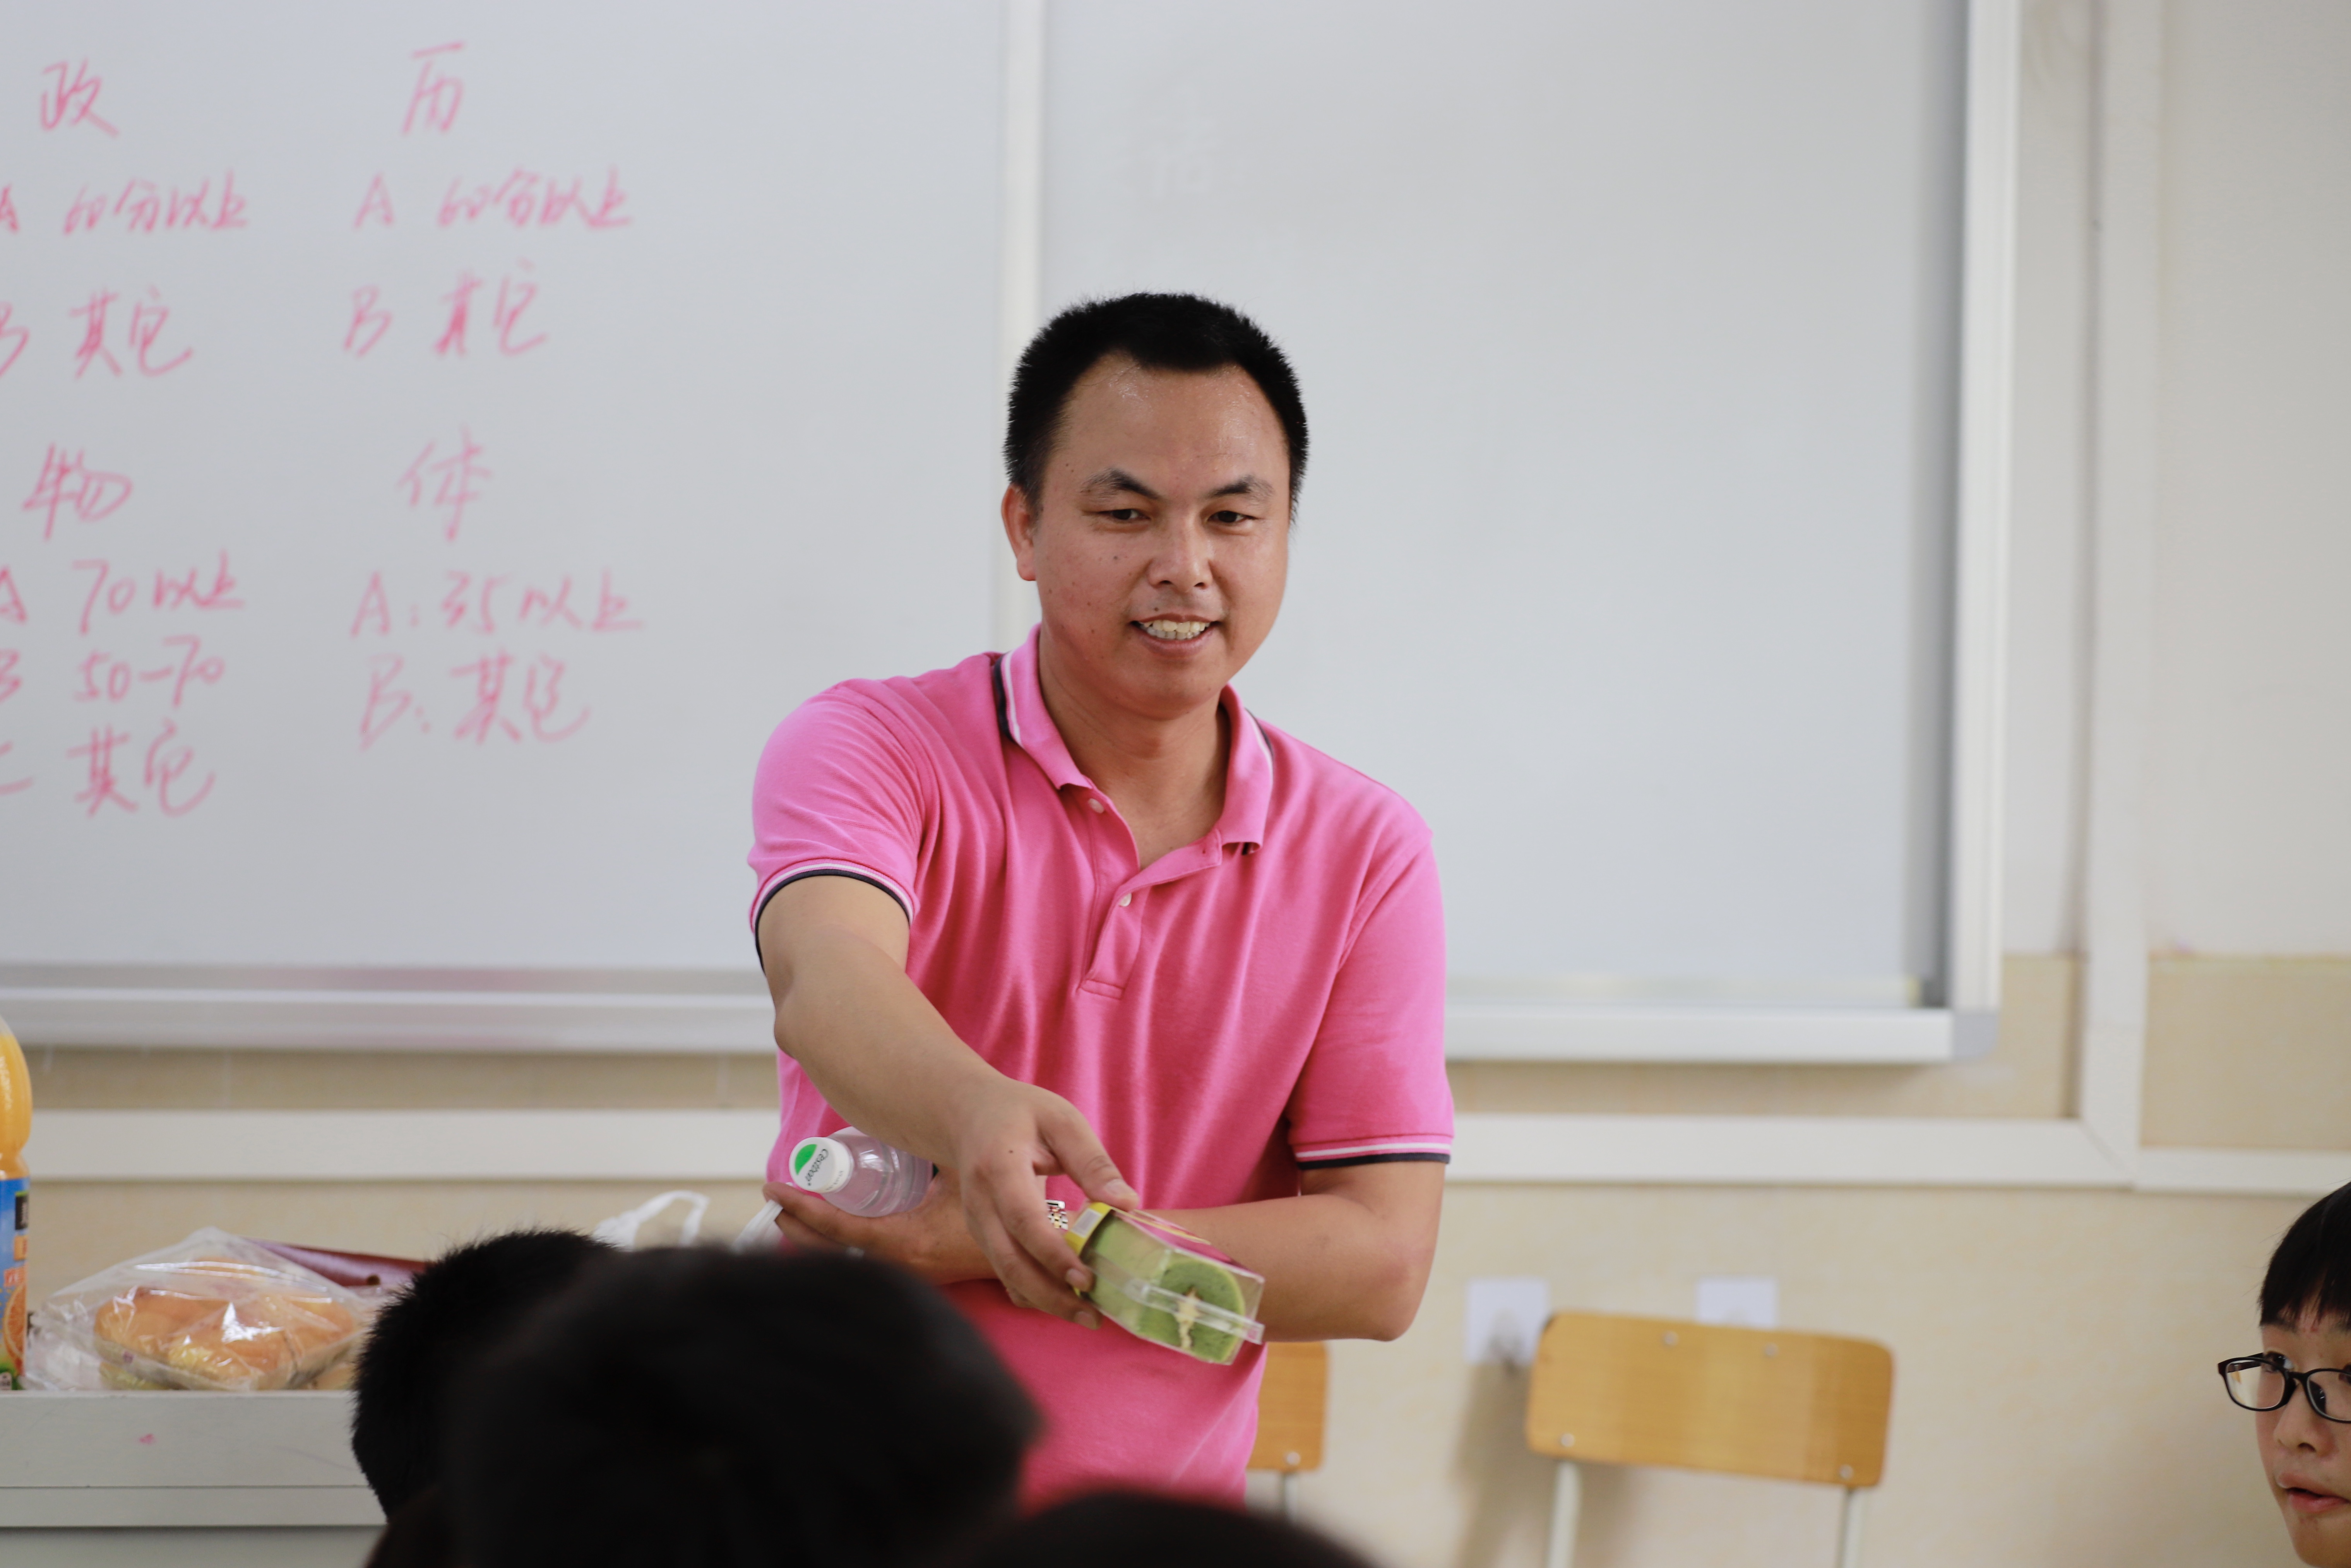 政 历
A 60分以上 A 60分以上
B 其它 B 其它
物 体
A 70以上 A: 35以上
B 50-70 B. 其它
C 其它
C'estbon